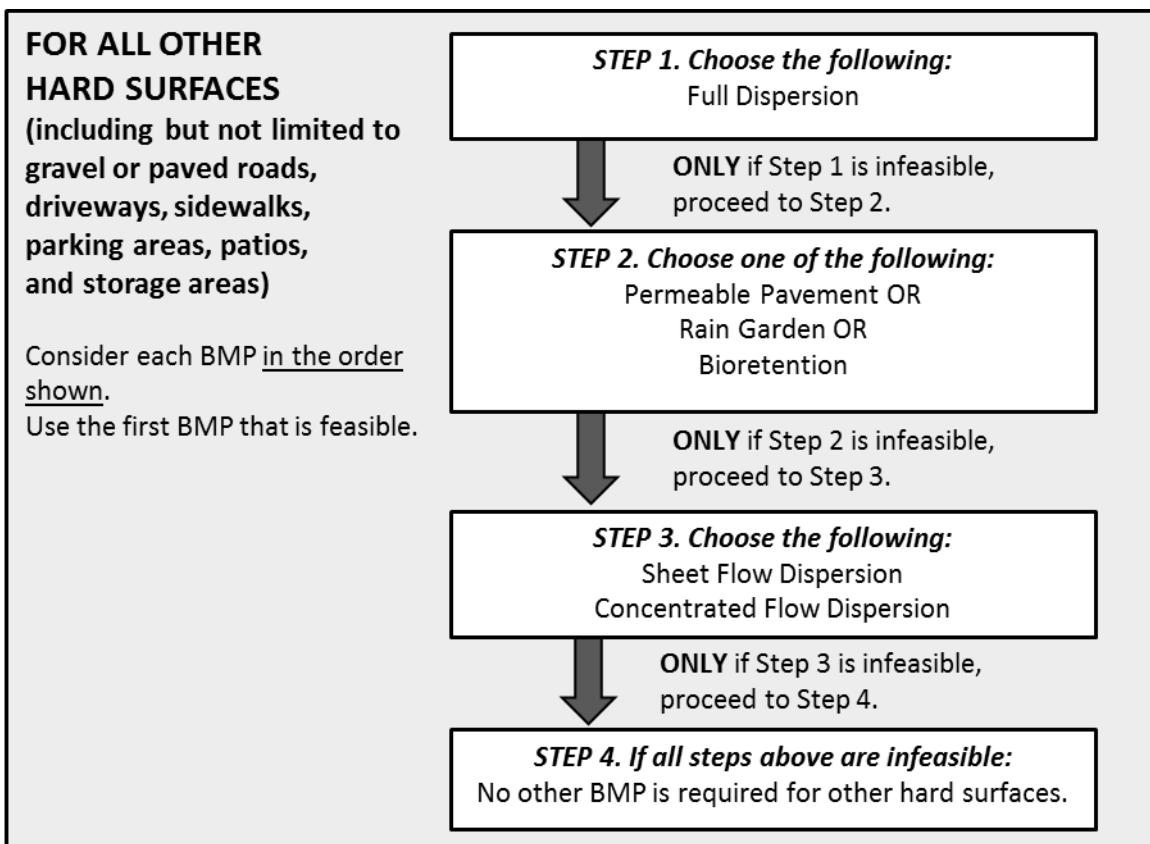 FOR ALL OTHER
HARD SURFACES
(including but not limited to
gravel or paved roads,
driveways, sidewalks,
parking areas, patios,
and storage areas)
Consider each BMP in the order
shown.
Use the first BMP that is feasible.
STEP 1. Choose the following:
Full Dispersion
ONLY if Step 1 is infeasible,
proceed to Step 2.
STEP 2. Choose one of the following:
Permeable Pavement OR
Rain Garden OR
Bioretention
ONLY if Step 2 is infeasible,
proceed to Step 3.
STEP 3. Choose the following:
Sheet Flow Dispersion
Concentrated Flow Dispersion
ONLY if Step 3 is infeasible,
proceed to Step 4.
STEP 4. If all steps above are infeasible:
No other BMP is required for other hard surfaces.